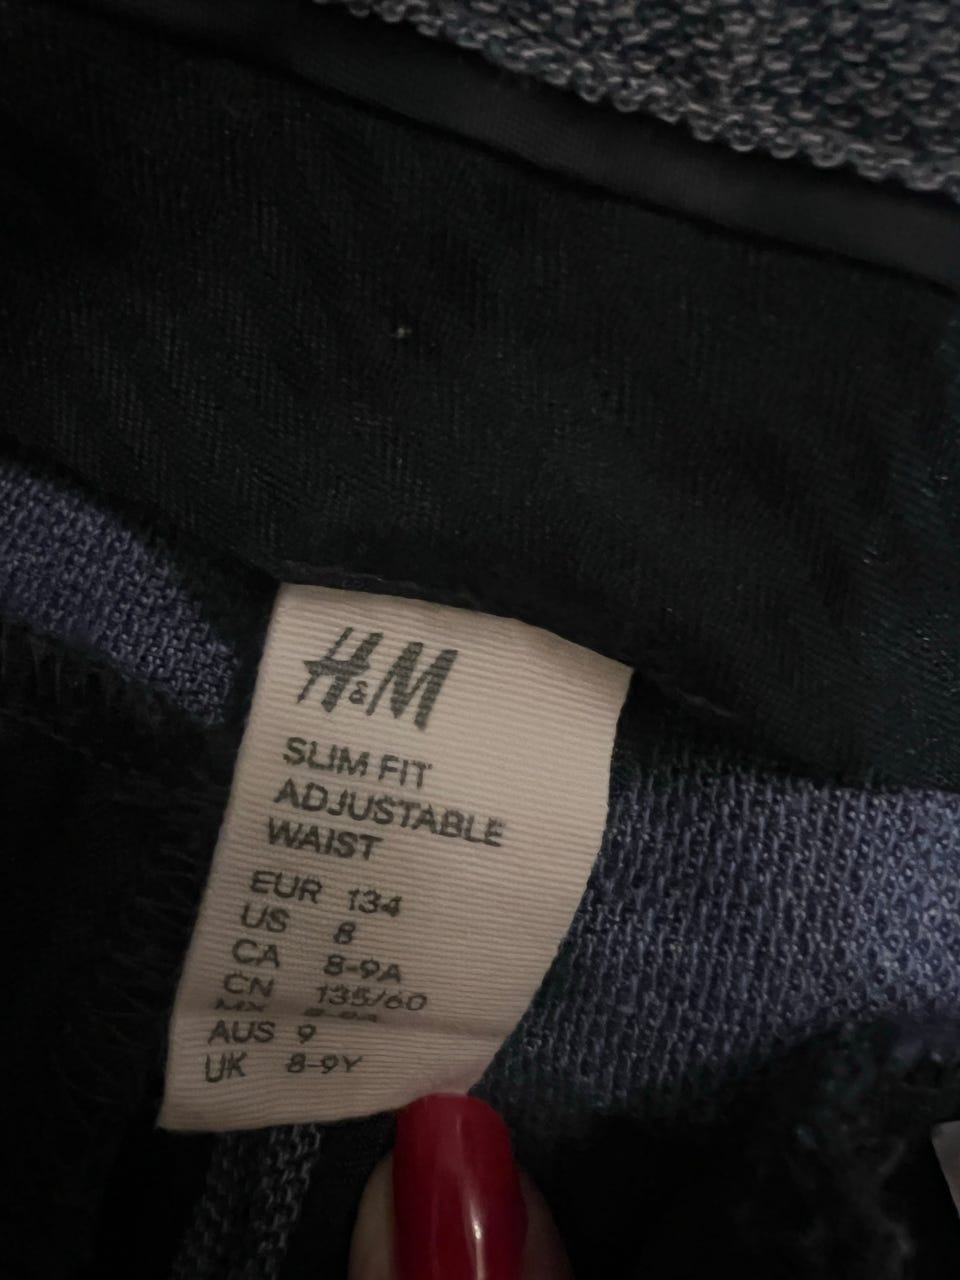 H&M
SLIM FIT
ADJUSTABLE
WAIST
EUR 134
US 8
CA 8-9A
CN 135/60
MX
AUS 9
UK 8-9Y